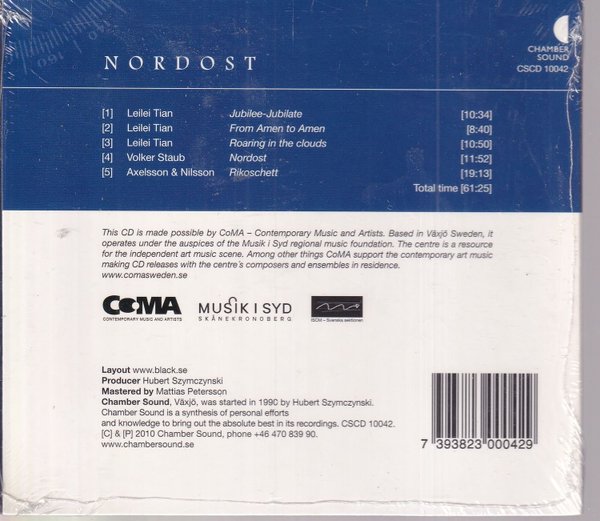 NORDOST
CHAMBER
SOUND
CSCD 10042
[1] Leilei Tian Jubilee-Jubilate [10:34]
[2] Leilei Tian From Amen to Amen [8:40]
[3] Leilei Tian Roaring in the clouds [10:50]
[4] Volker Staub Nordost [11:52]
[5] Axelsson & Nilsson Rikoschett [19:13]
Total time [61:25]
This CD is made possible by CoMA – Contemporary Music and Artists. Based in Växjö Sweden, it
operates under the auspices of the Musik i Syd regional music foundation. The centre is a resource
for the independent art music scene. Among other things CoMA support the contemporary art music
making CD releases with the centre's composers and ensembles in residence.
www.comasweden.se
COMA
CONTEMPORARY MUSIC AND ARTISTS
MUSIK I SYD
SKÅNEKRONOBERG
ISCM – Svenska sektionen
Layout www.black.se
Producer Hubert Szymczynski
Mastered by Mattias Petersson
Chamber Sound, Växjö, was started in 1990 by Hubert Szymczynski.
Chamber Sound is a synthesis of personal efforts
and knowledge to bring out the absolute best in its recordings. CSCD 10042.
[C] & [P] 2010 Chamber Sound, phone +46 470 839 90.
www.chambersound.se
7 393823 000429